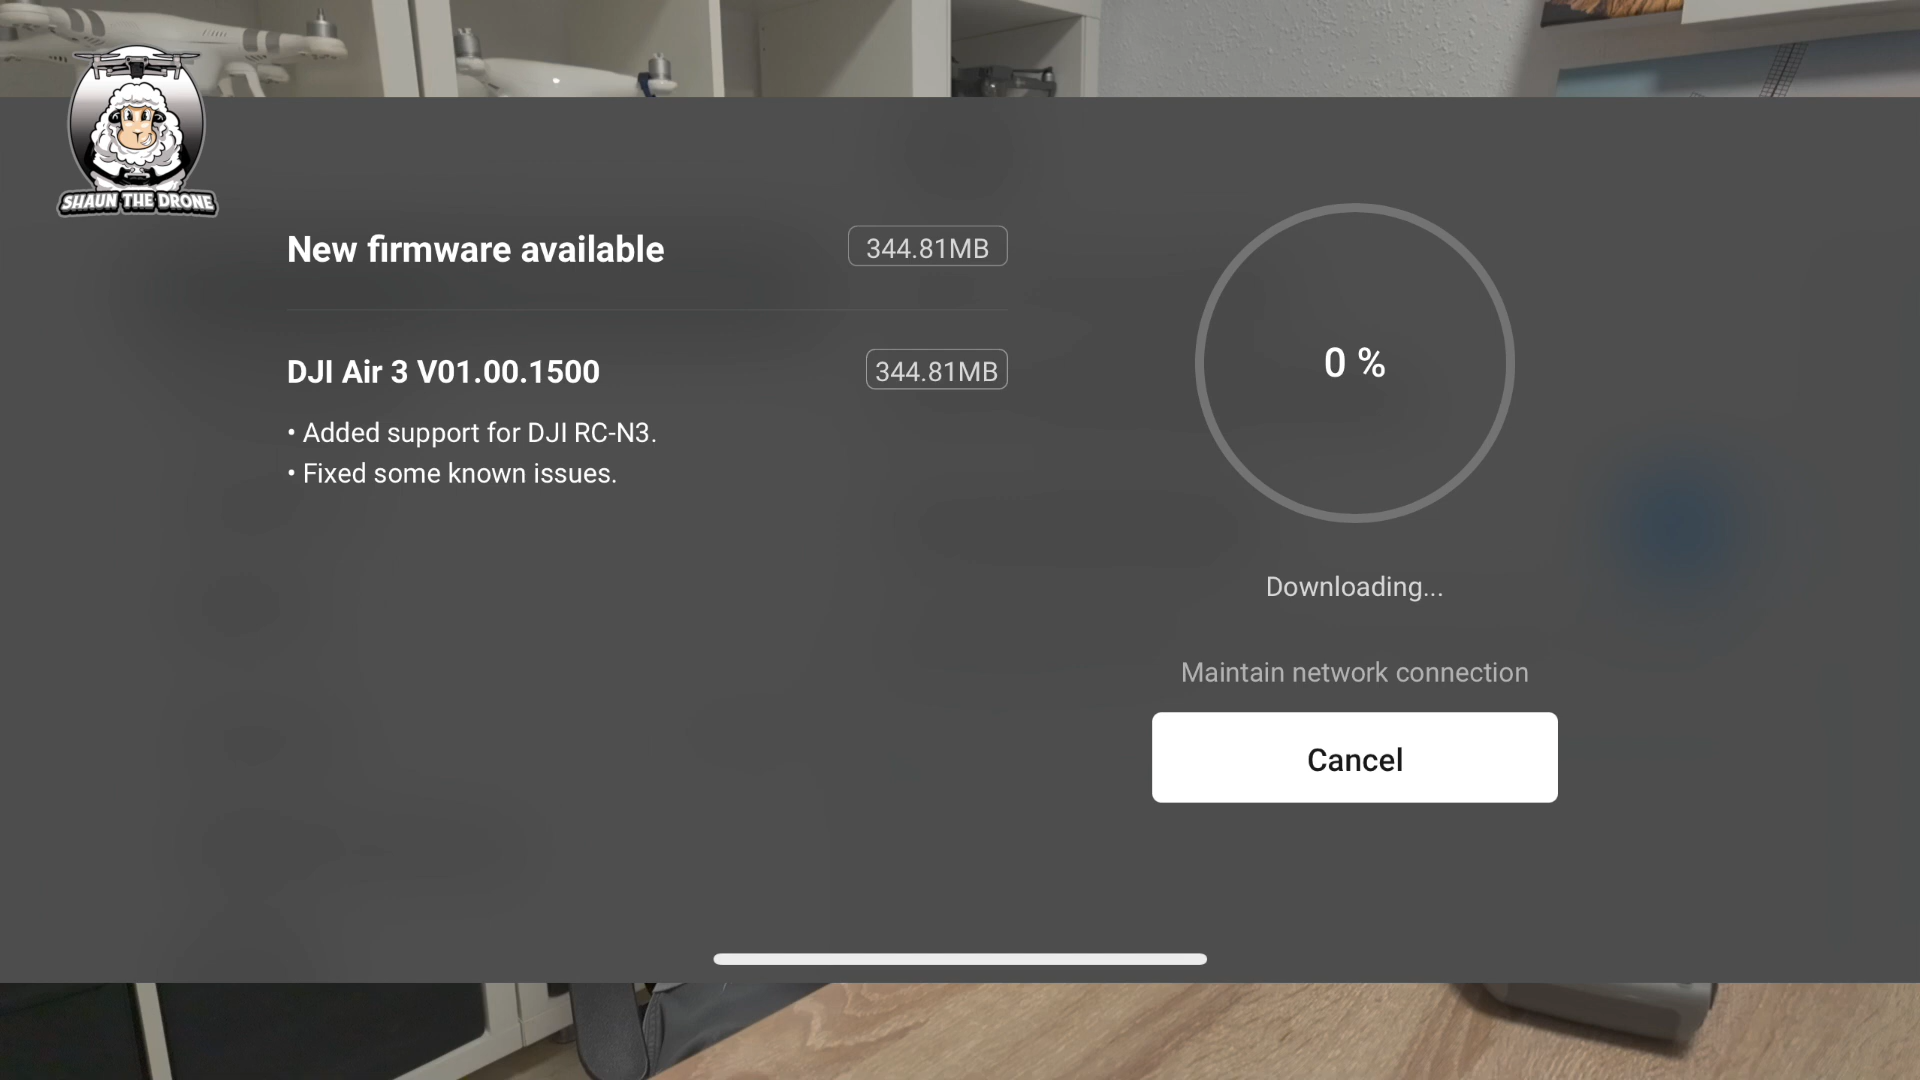 SHAUN THE DRONE
New firmware available
344.81MB
DJI Air 3 V01.00.1500
344.81MB
• Added support for DJI RC-N3.
• Fixed some known issues.
0 %
Downloading...
Maintain network connection
Cancel